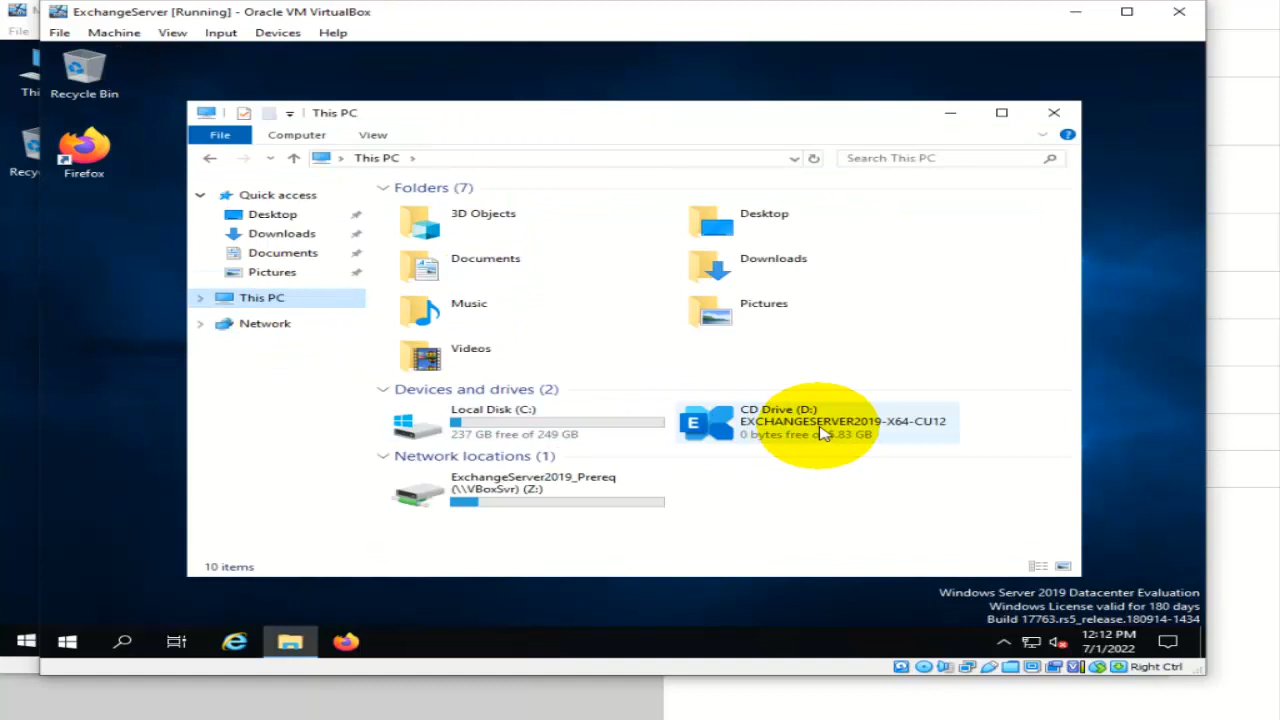 ExchangeServer [Running] - Oracle VM VirtualBox
File
File Machine View Input Devices Help
Recycle Bin
Firefox
This PC
File Computer View
This PC
Search This PC
Quick access
Desktop
Downloads
Documents
Pictures
This PC
Network
Folders (7)
3D Objects
Desktop
Documents
Downloads
Music
Pictures
Videos
Devices and drives (2)
Local Disk (C:)
237 GB free of 249 GB
CD Drive (D:)
EXCHANGESERVER2019-X64-CU12
0 bytes free of 5.83 GB
Network locations (1)
ExchangeServer2019_Prereq
(\\VBoxSvr) (Z:)
10 items
Windows Server 2019 Datacenter Evaluation
Windows License valid for 180 days
Build 17763.rs5_release.180914-1434
12:12 PM
7/1/2022
Right Ctrl